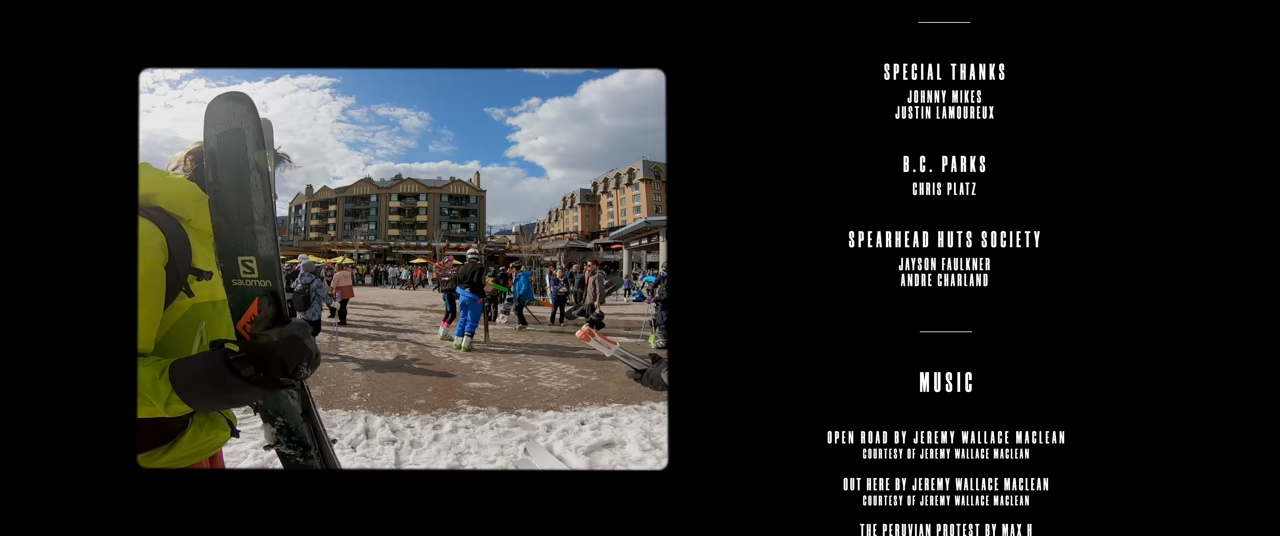 S
salomon
SPECIAL THANKS
JOHNNY MIKES
JUSTIN LAMOUREUX
B.C. PARKS
CHRIS PLATZ
SPEARHEAD HUTS SOCIETY
JAYSON FAULKNER
ANDRE CHARLAND
MUSIC
OPEN ROAD BY JEREMY WALLACE MACLEAN
COURTESY OF JEREMY WALLACE MACLEAN
OUT HERE BY JEREMY WALLACE MACLEAN
COURTESY OF JEREMY WALLACE MACLEAN
THE PERUVIAN PROTEST BY MAX H